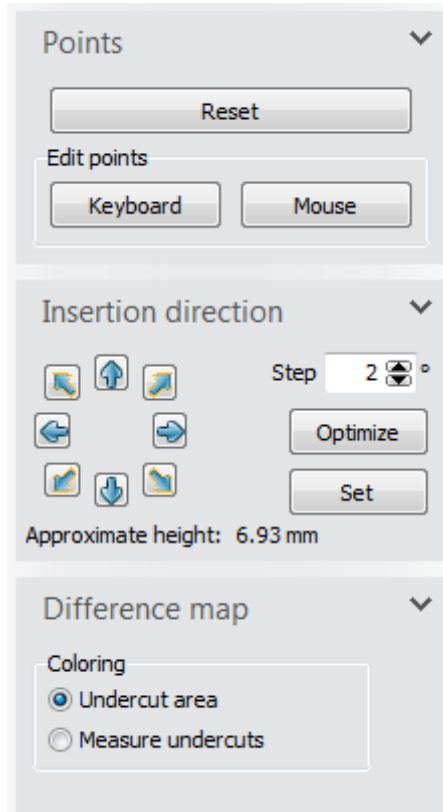 Points
Reset
Edit points
Keyboard Mouse
Insertion direction
Step 2 °
Optimize
Set
Approximate height: 6.93 mm
Difference map
Coloring
Undercut area
Measure undercuts